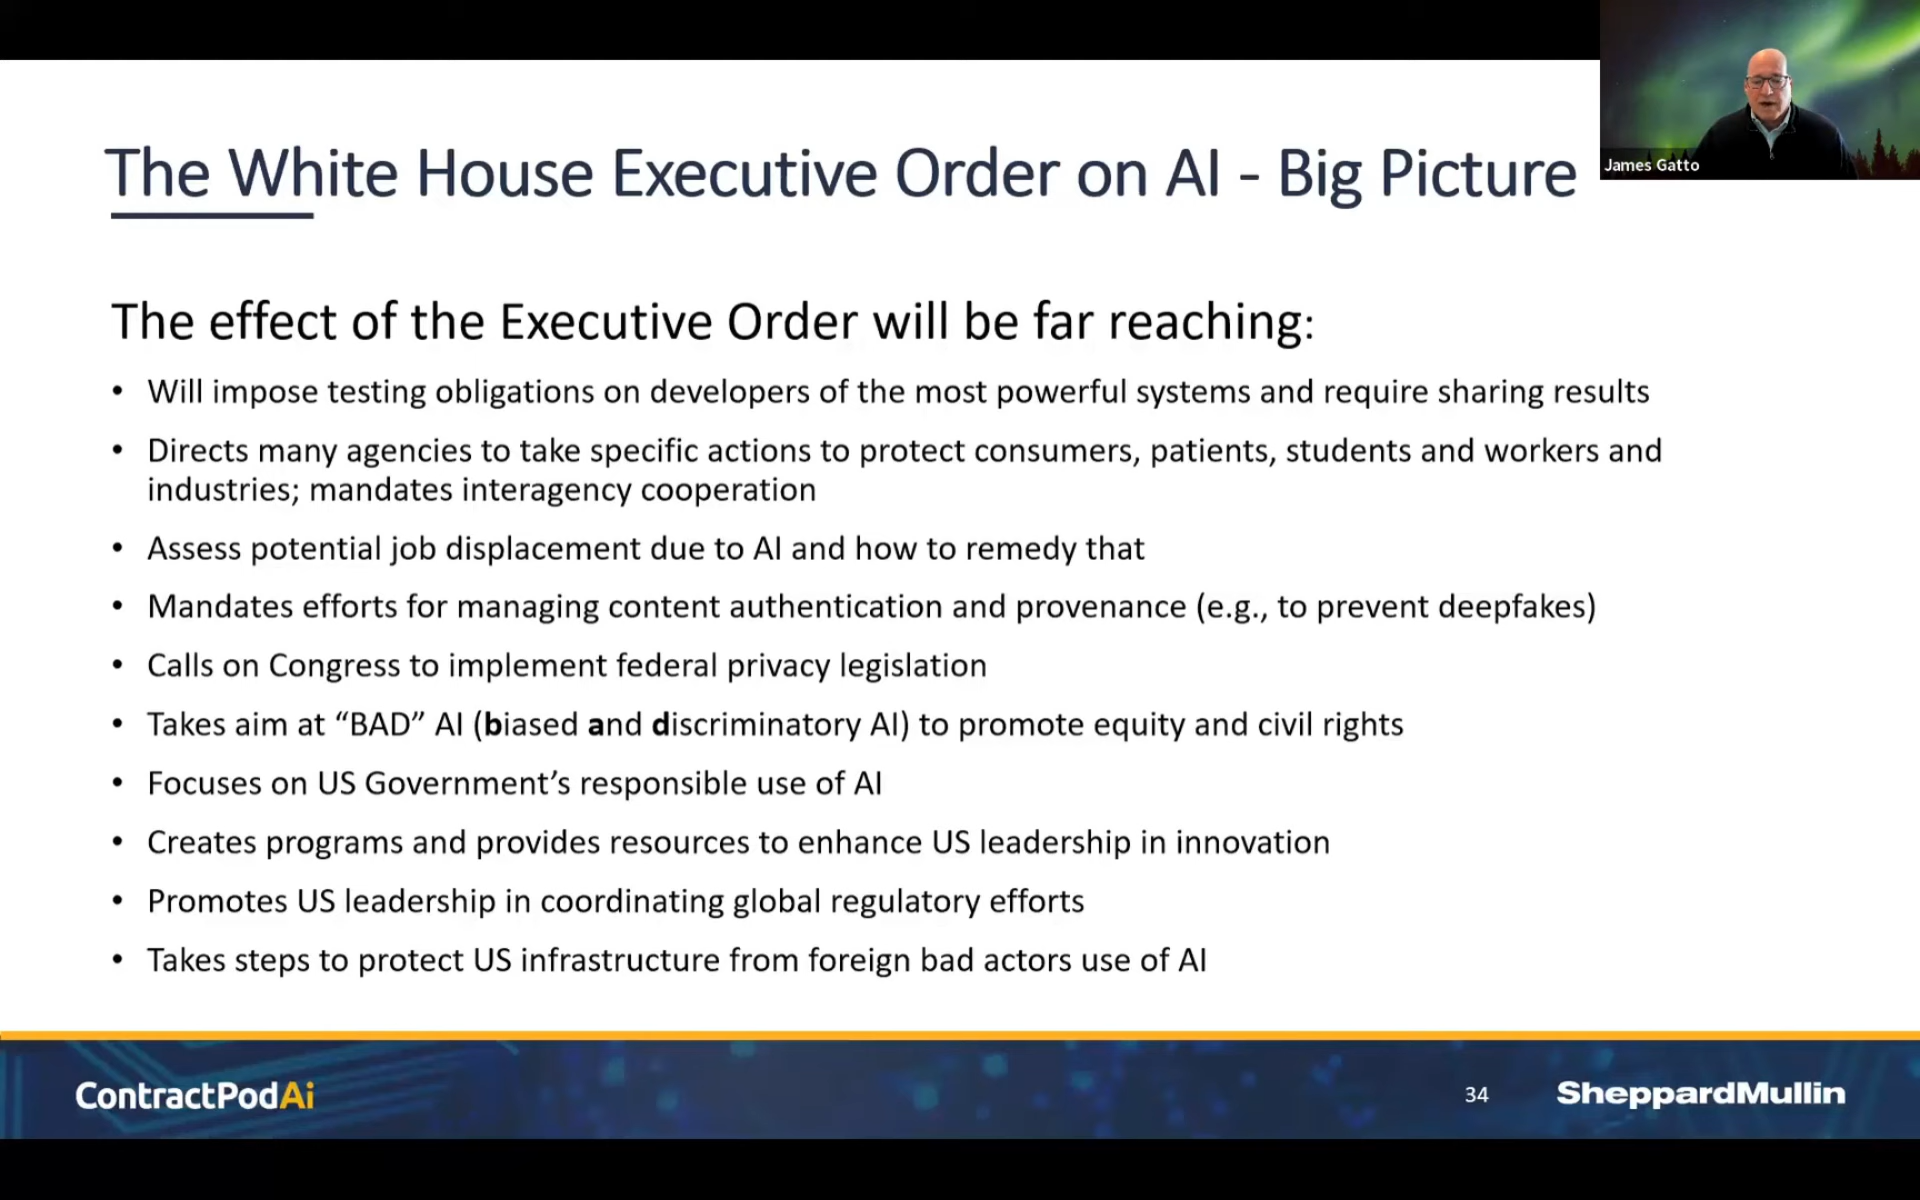 James Gatto
The White House Executive Order on AI - Big Picture
The effect of the Executive Order will be far reaching:
• Will impose testing obligations on developers of the most powerful systems and require sharing results
• Directs many agencies to take specific actions to protect consumers, patients, students and workers and
industries; mandates interagency cooperation
• Assess potential job displacement due to AI and how to remedy that
• Mandates efforts for managing content authentication and provenance (e.g., to prevent deepfakes)
• Calls on Congress to implement federal privacy legislation
• Takes aim at “BAD” AI (biased and discriminatory AI) to promote equity and civil rights
• Focuses on US Government’s responsible use of AI
• Creates programs and provides resources to enhance US leadership in innovation
• Promotes US leadership in coordinating global regulatory efforts
• Takes steps to protect US infrastructure from foreign bad actors use of AI
ContractPodAi
34
SheppardMullin